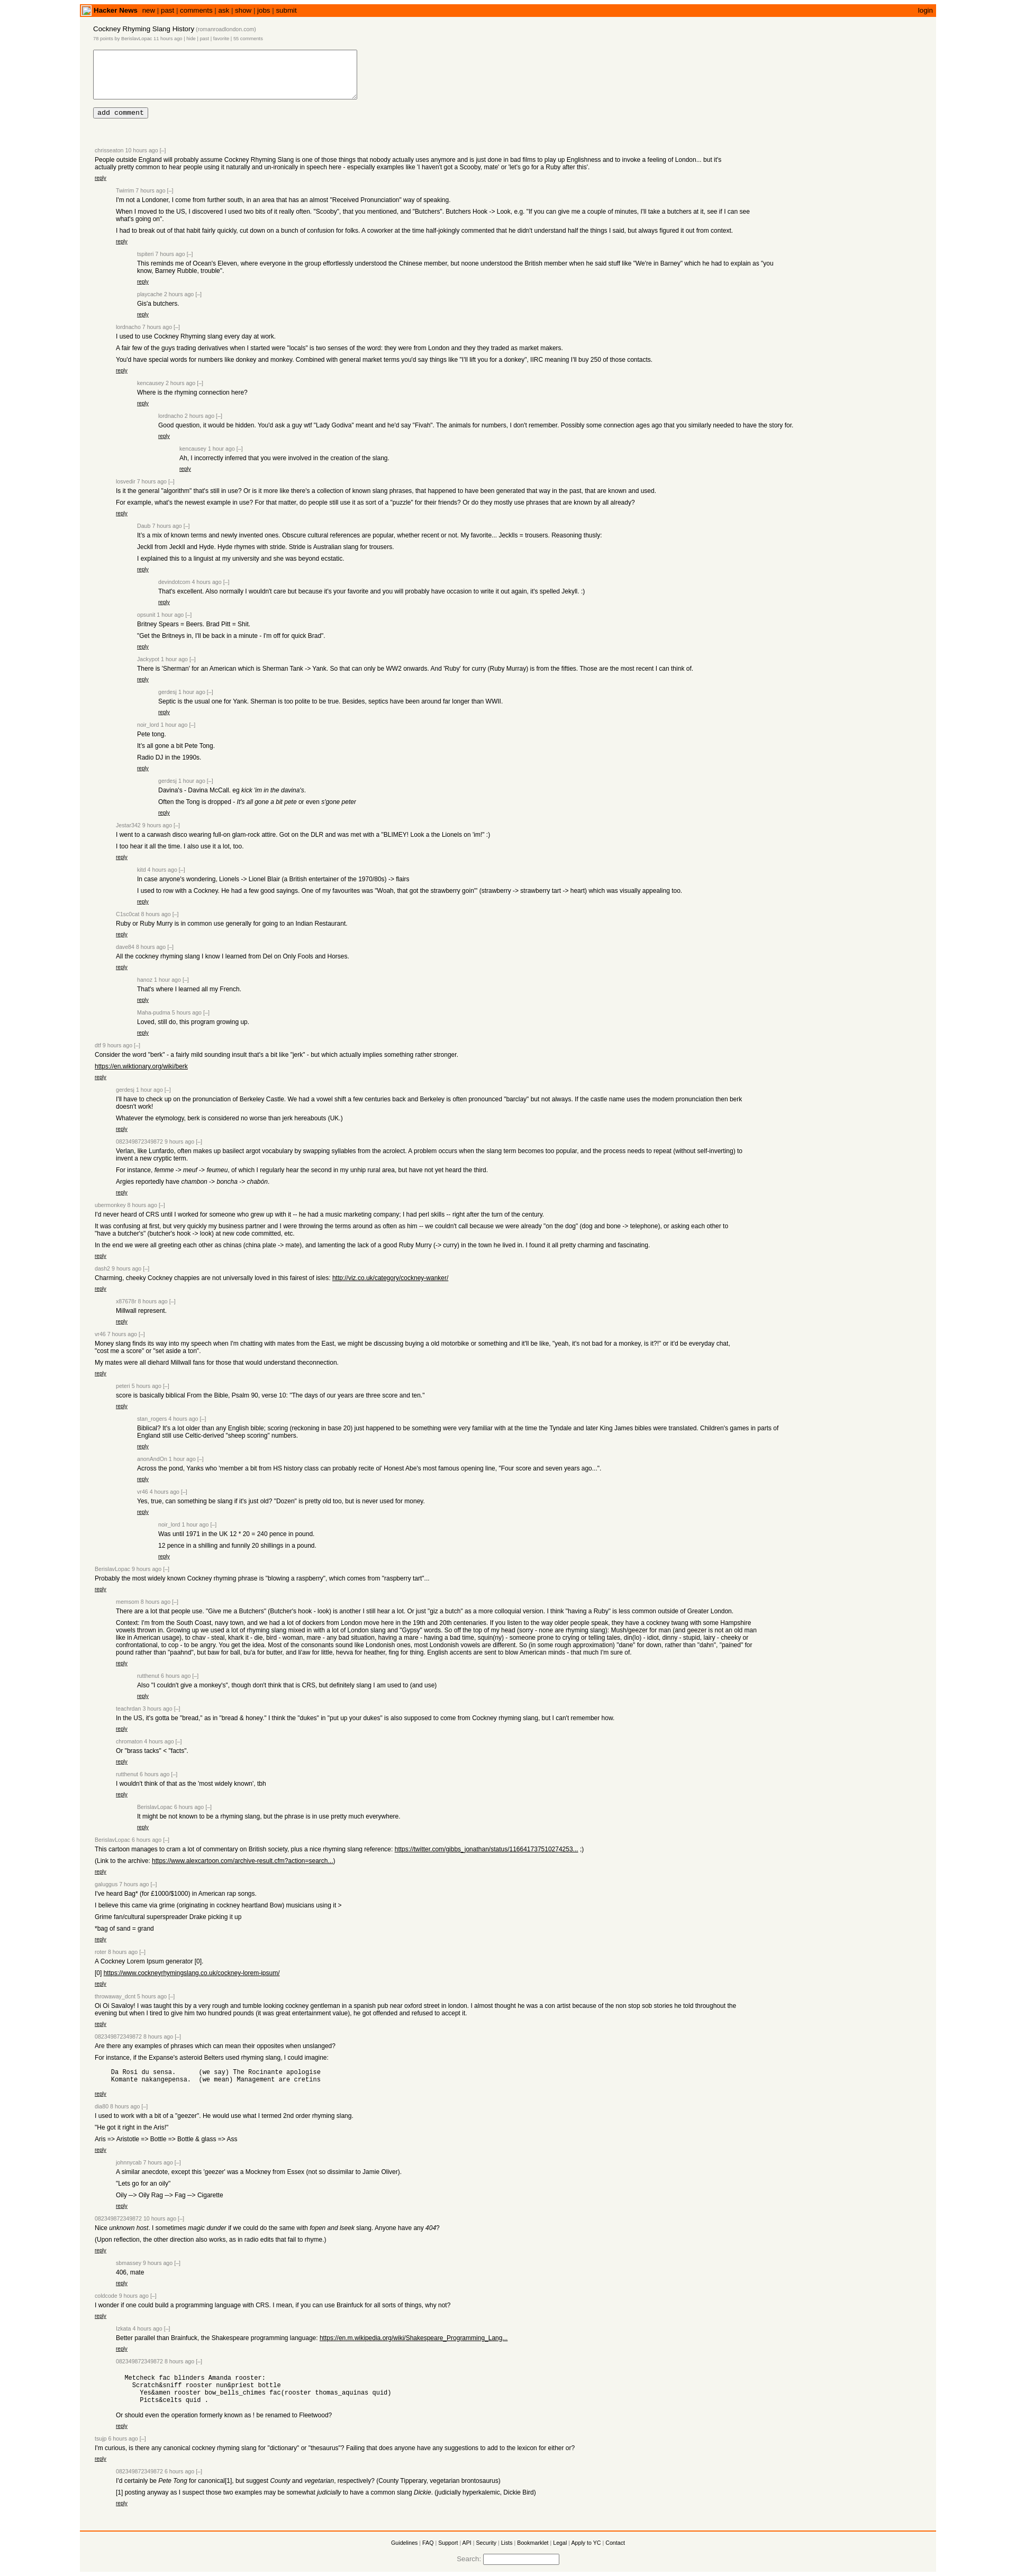 Hacker News new | past | comments | ask | show | jobs | submit login
Cockney Rhyming Slang History (romanroadlondon.com)
78 points by BerislavLopac 11 hours ago | hide | past | favorite | 55 comments
add comment
chrisseaton 10 hours ago [–]
People outside England will probably assume Cockney Rhyming Slang is one of those things that nobody actually uses anymore and is just done in bad films to play up Englishness and to invoke a feeling of London... but it's
actually pretty common to hear people using it naturally and un-ironically in speech here - especially examples like 'I haven't got a Scooby, mate' or 'let's go for a Ruby after this'.
reply
Twirrim 7 hours ago [–]
I'm not a Londoner, I come from further south, in an area that has an almost "Received Pronunciation" way of speaking.
When I moved to the US, I discovered I used two bits of it really often. "Scooby", that you mentioned, and "Butchers". Butchers Hook -> Look, e.g. "If you can give me a couple of minutes, I'll take a butchers at it, see if I can see
what's going on".
I had to break out of that habit fairly quickly, cut down on a bunch of confusion for folks. A coworker at the time half-jokingly commented that he didn't understand half the things I said, but always figured it out from context.
reply
tspiteri 7 hours ago [–]
This reminds me of Ocean's Eleven, where everyone in the group effortlessly understood the Chinese member, but noone understood the British member when he said stuff like "We're in Barney" which he had to explain as "you
know, Barney Rubble, trouble".
reply
playcache 2 hours ago [–]
Gis'a butchers.
reply
lordnacho 7 hours ago [–]
I used to use Cockney Rhyming slang every day at work.
A fair few of the guys trading derivatives when I started were "locals" is two senses of the word: they were from London and they they traded as market makers.
You'd have special words for numbers like donkey and monkey. Combined with general market terms you'd say things like "I'll lift you for a donkey", IIRC meaning I'll buy 250 of those contacts.
reply
kencausey 2 hours ago [–]
Where is the rhyming connection here?
reply
lordnacho 2 hours ago [–]
Good question, it would be hidden. You'd ask a guy wtf "Lady Godiva" meant and he'd say "Fivah". The animals for numbers, I don't remember. Possibly some connection ages ago that you similarly needed to have the story for.
reply
kencausey 1 hour ago [–]
Ah, I incorrectly inferred that you were involved in the creation of the slang.
reply
losvedir 7 hours ago [–]
Is it the general "algorithm" that's still in use? Or is it more like there's a collection of known slang phrases, that happened to have been generated that way in the past, that are known and used.
For example, what's the newest example in use? For that matter, do people still use it as sort of a "puzzle" for their friends? Or do they mostly use phrases that are known by all already?
reply
Daub 7 hours ago [–]
It's a mix of known terms and newly invented ones. Obscure cultural references are popular, whether recent or not. My favorite... Jecklls = trousers. Reasoning thusly:
Jeckll from Jeckll and Hyde. Hyde rhymes with stride. Stride is Australian slang for trousers.
I explained this to a linguist at my university and she was beyond ecstatic.
reply
devindotcom 4 hours ago [–]
That's excellent. Also normally I wouldn't care but because it's your favorite and you will probably have occasion to write it out again, it's spelled Jekyll. :)
reply
opsunit 1 hour ago [–]
Britney Spears = Beers. Brad Pitt = Shit.
"Get the Britneys in, I'll be back in a minute - I'm off for quick Brad".
reply
Jackypot 1 hour ago [–]
There is 'Sherman' for an American which is Sherman Tank -> Yank. So that can only be WW2 onwards. And 'Ruby' for curry (Ruby Murray) is from the fifties. Those are the most recent I can think of.
reply
gerdesj 1 hour ago [–]
Septic is the usual one for Yank. Sherman is too polite to be true. Besides, septics have been around far longer than WWII.
reply
noir_lord 1 hour ago [–]
Pete tong.
It's all gone a bit Pete Tong.
Radio DJ in the 1990s.
reply
gerdesj 1 hour ago [–]
Davina's - Davina McCall. eg kick 'im in the davina's.
Often the Tong is dropped - It's all gone a bit pete or even s'gone peter
reply
Jestar342 9 hours ago [–]
I went to a carwash disco wearing full-on glam-rock attire. Got on the DLR and was met with a "BLIMEY! Look a the Lionels on 'im!" :)
I too hear it all the time. I also use it a lot, too.
reply
kitd 4 hours ago [–]
In case anyone's wondering, Lionels -> Lionel Blair (a British entertainer of the 1970/80s) -> flairs
I used to row with a Cockney. He had a few good sayings. One of my favourites was "Woah, that got the strawberry goin'" (strawberry -> strawberry tart -> heart) which was visually appealing too.
reply
C1sc0cat 8 hours ago [–]
Ruby or Ruby Murry is in common use generally for going to an Indian Restaurant.
reply
dave84 8 hours ago [–]
All the cockney rhyming slang I know I learned from Del on Only Fools and Horses.
reply
hanoz 1 hour ago [–]
That's where I learned all my French.
reply
Maha-pudma 5 hours ago [–]
Loved, still do, this program growing up.
reply
dtf 9 hours ago [–]
Consider the word "berk" - a fairly mild sounding insult that's a bit like "jerk" - but which actually implies something rather stronger.
https://en.wiktionary.org/wiki/berk
reply
gerdesj 1 hour ago [–]
I'll have to check up on the pronunciation of Berkeley Castle. We had a vowel shift a few centuries back and Berkeley is often pronounced "barclay" but not always. If the castle name uses the modern pronunciation then berk
doesn't work!
Whatever the etymology, berk is considered no worse than jerk hereabouts (UK.)
reply
082349872349872 9 hours ago [–]
Verlan, like Lunfardo, often makes up basilect argot vocabulary by swapping syllables from the acrolect. A problem occurs when the slang term becomes too popular, and the process needs to repeat (without self-inverting) to
invent a new cryptic term.
For instance, femme -> meuf -> feumeu, of which I regularly hear the second in my unhip rural area, but have not yet heard the third.
Argies reportedly have chambon -> boncha -> chabón.
reply
ubermonkey 8 hours ago [–]
I'd never heard of CRS until I worked for someone who grew up with it -- he had a music marketing company; I had perl skills -- right after the turn of the century.
It was confusing at first, but very quickly my business partner and I were throwing the terms around as often as him -- we couldn't call because we were already "on the dog" (dog and bone -> telephone), or asking each other to
"have a butcher's" (butcher's hook -> look) at new code committed, etc.
In the end we were all greeting each other as chinas (china plate -> mate), and lamenting the lack of a good Ruby Murry (-> curry) in the town he lived in. I found it all pretty charming and fascinating.
reply
dash2 9 hours ago [–]
Charming, cheeky Cockney chappies are not universally loved in this fairest of isles: http://viz.co.uk/category/cockney-wanker/
reply
x87678r 8 hours ago [–]
Millwall represent.
reply
vr46 7 hours ago [–]
Money slang finds its way into my speech when I'm chatting with mates from the East, we might be discussing buying a old motorbike or something and it'll be like, "yeah, it's not bad for a monkey, is it?!" or it'd be everyday chat,
"cost me a score" or "set aside a ton".
My mates were all diehard Millwall fans for those that would understand theconnection.
reply
peteri 5 hours ago [–]
score is basically biblical From the Bible, Psalm 90, verse 10: "The days of our years are three score and ten."
reply
stan_rogers 4 hours ago [–]
Biblical? It's a lot older than any English bible; scoring (reckoning in base 20) just happened to be something were very familiar with at the time the Tyndale and later King James bibles were translated. Children's games in parts of
England still use Celtic-derived "sheep scoring" numbers.
reply
anonAndOn 1 hour ago [–]
Across the pond, Yanks who 'member a bit from HS history class can probably recite ol' Honest Abe's most famous opening line, "Four score and seven years ago...".
reply
vr46 4 hours ago [–]
Yes, true, can something be slang if it's just old? "Dozen" is pretty old too, but is never used for money.
reply
noir_lord 1 hour ago [–]
Was until 1971 in the UK 12 * 20 = 240 pence in pound.
12 pence in a shilling and funnily 20 shillings in a pound.
reply
BerislavLopac 9 hours ago [–]
Probably the most widely known Cockney rhyming phrase is "blowing a raspberry", which comes from "raspberry tart"...
reply
memsom 8 hours ago [–]
There are a lot that people use. "Give me a Butchers" (Butcher's hook - look) is another I still hear a lot. Or just "giz a butch" as a more colloquial version. I think "having a Ruby" is less common outside of Greater London.
Context: I'm from the South Coast, navy town, and we had a lot of dockers from London move here in the 19th and 20th centenaries. If you listen to the way older people speak, they have a cockney twang with some Hampshire
vowels thrown in. Growing up we used a lot of rhyming slang mixed in with a lot of London slang and "Gypsy" words. So off the top of my head (sorry - none are rhyming slang): Mush/geezer for man (and geezer is not an old man
like in American usage), to chav - steal, khark it - die, bird - woman, mare - any bad situation, having a mare - having a bad time, squin(ny) - someone prone to crying or telling tales, din(lo) - idiot, dinny - stupid, lairy - cheeky or
confrontational, to cop - to be angry. You get the idea. Most of the consonants sound like Londonish ones, most Londonish vowels are different. So (in some rough approximation) "dane" for down, rather than "dahn", "pained" for
pound rather than "paahnd", but baw for ball, bu'a for butter, and li'aw for little, hevva for heather, fing for thing. English accents are sent to blow American minds - that much I'm sure of.
reply
rutthenut 6 hours ago [–]
Also "I couldn't give a monkey's", though don't think that is CRS, but definitely slang I am used to (and use)
reply
teachrdan 3 hours ago [–]
In the US, it's gotta be "bread," as in "bread & honey." I think the "dukes" in "put up your dukes" is also supposed to come from Cockney rhyming slang, but I can't remember how.
reply
chromaton 4 hours ago [–]
Or "brass tacks" < "facts".
reply
rutthenut 6 hours ago [–]
I wouldn't think of that as the 'most widely known', tbh
reply
BerislavLopac 6 hours ago [–]
It might be not known to be a rhyming slang, but the phrase is in use pretty much everywhere.
reply
BerislavLopac 6 hours ago [–]
This cartoon manages to cram a lot of commentary on British society, plus a nice rhyming slang reference: https://twitter.com/gibbs_jonathan/status/116641737510274253... ;)
(Link to the archive: https://www.alexcartoon.com/archive-result.cfm?action=search...)
reply
galuggus 7 hours ago [–]
I've heard Bag* (for £1000/$1000) in American rap songs.
I believe this came via grime (originating in cockney heartland Bow) musicians using it >
Grime fan/cultural superspreader Drake picking it up
*bag of sand = grand
reply
roter 8 hours ago [–]
A Cockney Lorem Ipsum generator [0].
[0] https://www.cockneyrhymingslang.co.uk/cockney-lorem-ipsum/
reply
throwaway_dcnt 5 hours ago [–]
Oi Oi Savaloy! I was taught this by a very rough and tumble looking cockney gentleman in a spanish pub near oxford street in london. I almost thought he was a con artist because of the non stop sob stories he told throughout the
evening but when I tired to give him two hundred pounds (it was great entertainment value), he got offended and refused to accept it.
reply
082349872349872 8 hours ago [–]
Are there any examples of phrases which can mean their opposites when unslanged?
For instance, if the Expanse's asteroid Belters used rhyming slang, I could imagine:
Da Rosi du sensa. (we say) The Rocinante apologise
Komante nakangepensa. (we mean) Management are cretins
reply
dia80 8 hours ago [–]
I used to work with a bit of a "geezer". He would use what I termed 2nd order rhyming slang.
"He got it right in the Aris!"
Aris => Aristotle => Bottle => Bottle & glass => Ass
reply
johnnycab 7 hours ago [–]
A similar anecdote, except this 'geezer' was a Mockney from Essex (not so dissimilar to Jamie Oliver).
"Lets go for an oily"
Oily --> Oily Rag --> Fag --> Cigarette
reply
082349872349872 10 hours ago [–]
Nice unknown host. I sometimes magic dunder if we could do the same with fopen and lseek slang. Anyone have any 404?
(Upon reflection, the other direction also works, as in radio edits that fail to rhyme.)
reply
sbmassey 9 hours ago [–]
406, mate
reply
coldcode 9 hours ago [–]
I wonder if one could build a programming language with CRS. I mean, if you can use Brainfuck for all sorts of things, why not?
reply
Izkata 4 hours ago [–]
Better parallel than Brainfuck, the Shakespeare programming language: https://en.m.wikipedia.org/wiki/Shakespeare_Programming_Lang...
reply
082349872349872 8 hours ago [–]
Metcheck fac blinders Amanda rooster:
Scratch&sniff rooster nun&priest bottle
Yes&amen rooster bow_bells_chimes fac(rooster thomas_aquinas quid)
Picts&celts quid .
Or should even the operation formerly known as ! be renamed to Fleetwood?
reply
tsujp 6 hours ago [–]
I'm curious, is there any canonical cockney rhyming slang for "dictionary" or "thesaurus"? Failing that does anyone have any suggestions to add to the lexicon for either or?
reply
082349872349872 6 hours ago [–]
I'd certainly be Pete Tong for canonical[1], but suggest County and vegetarian, respectively? (County Tipperary, vegetarian brontosaurus)
[1] posting anyway as I suspect those two examples may be somewhat judicially to have a common slang Dickie. (judicially hyperkalemic, Dickie Bird)
reply
Guidelines | FAQ | Support | API | Security | Lists | Bookmarklet | Legal | Apply to YC | Contact
Search: